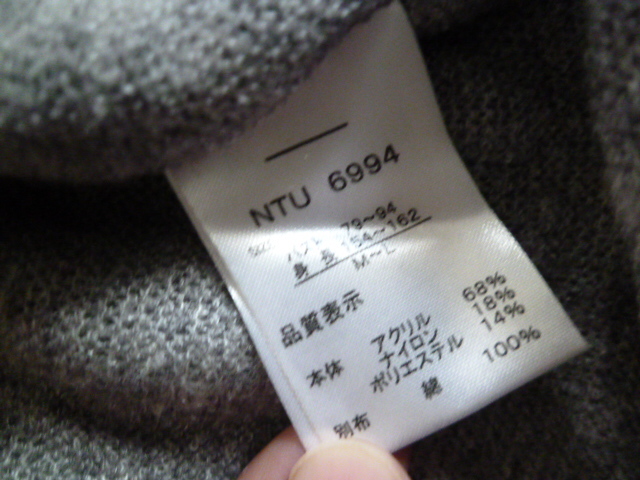 NTU 6994
SIZE バスト 79~94
身長 154~162
M~L
品質表示
本体 アクリル 68%
ナイロン 18%
ポリエステル 14%
別布 綿 100%